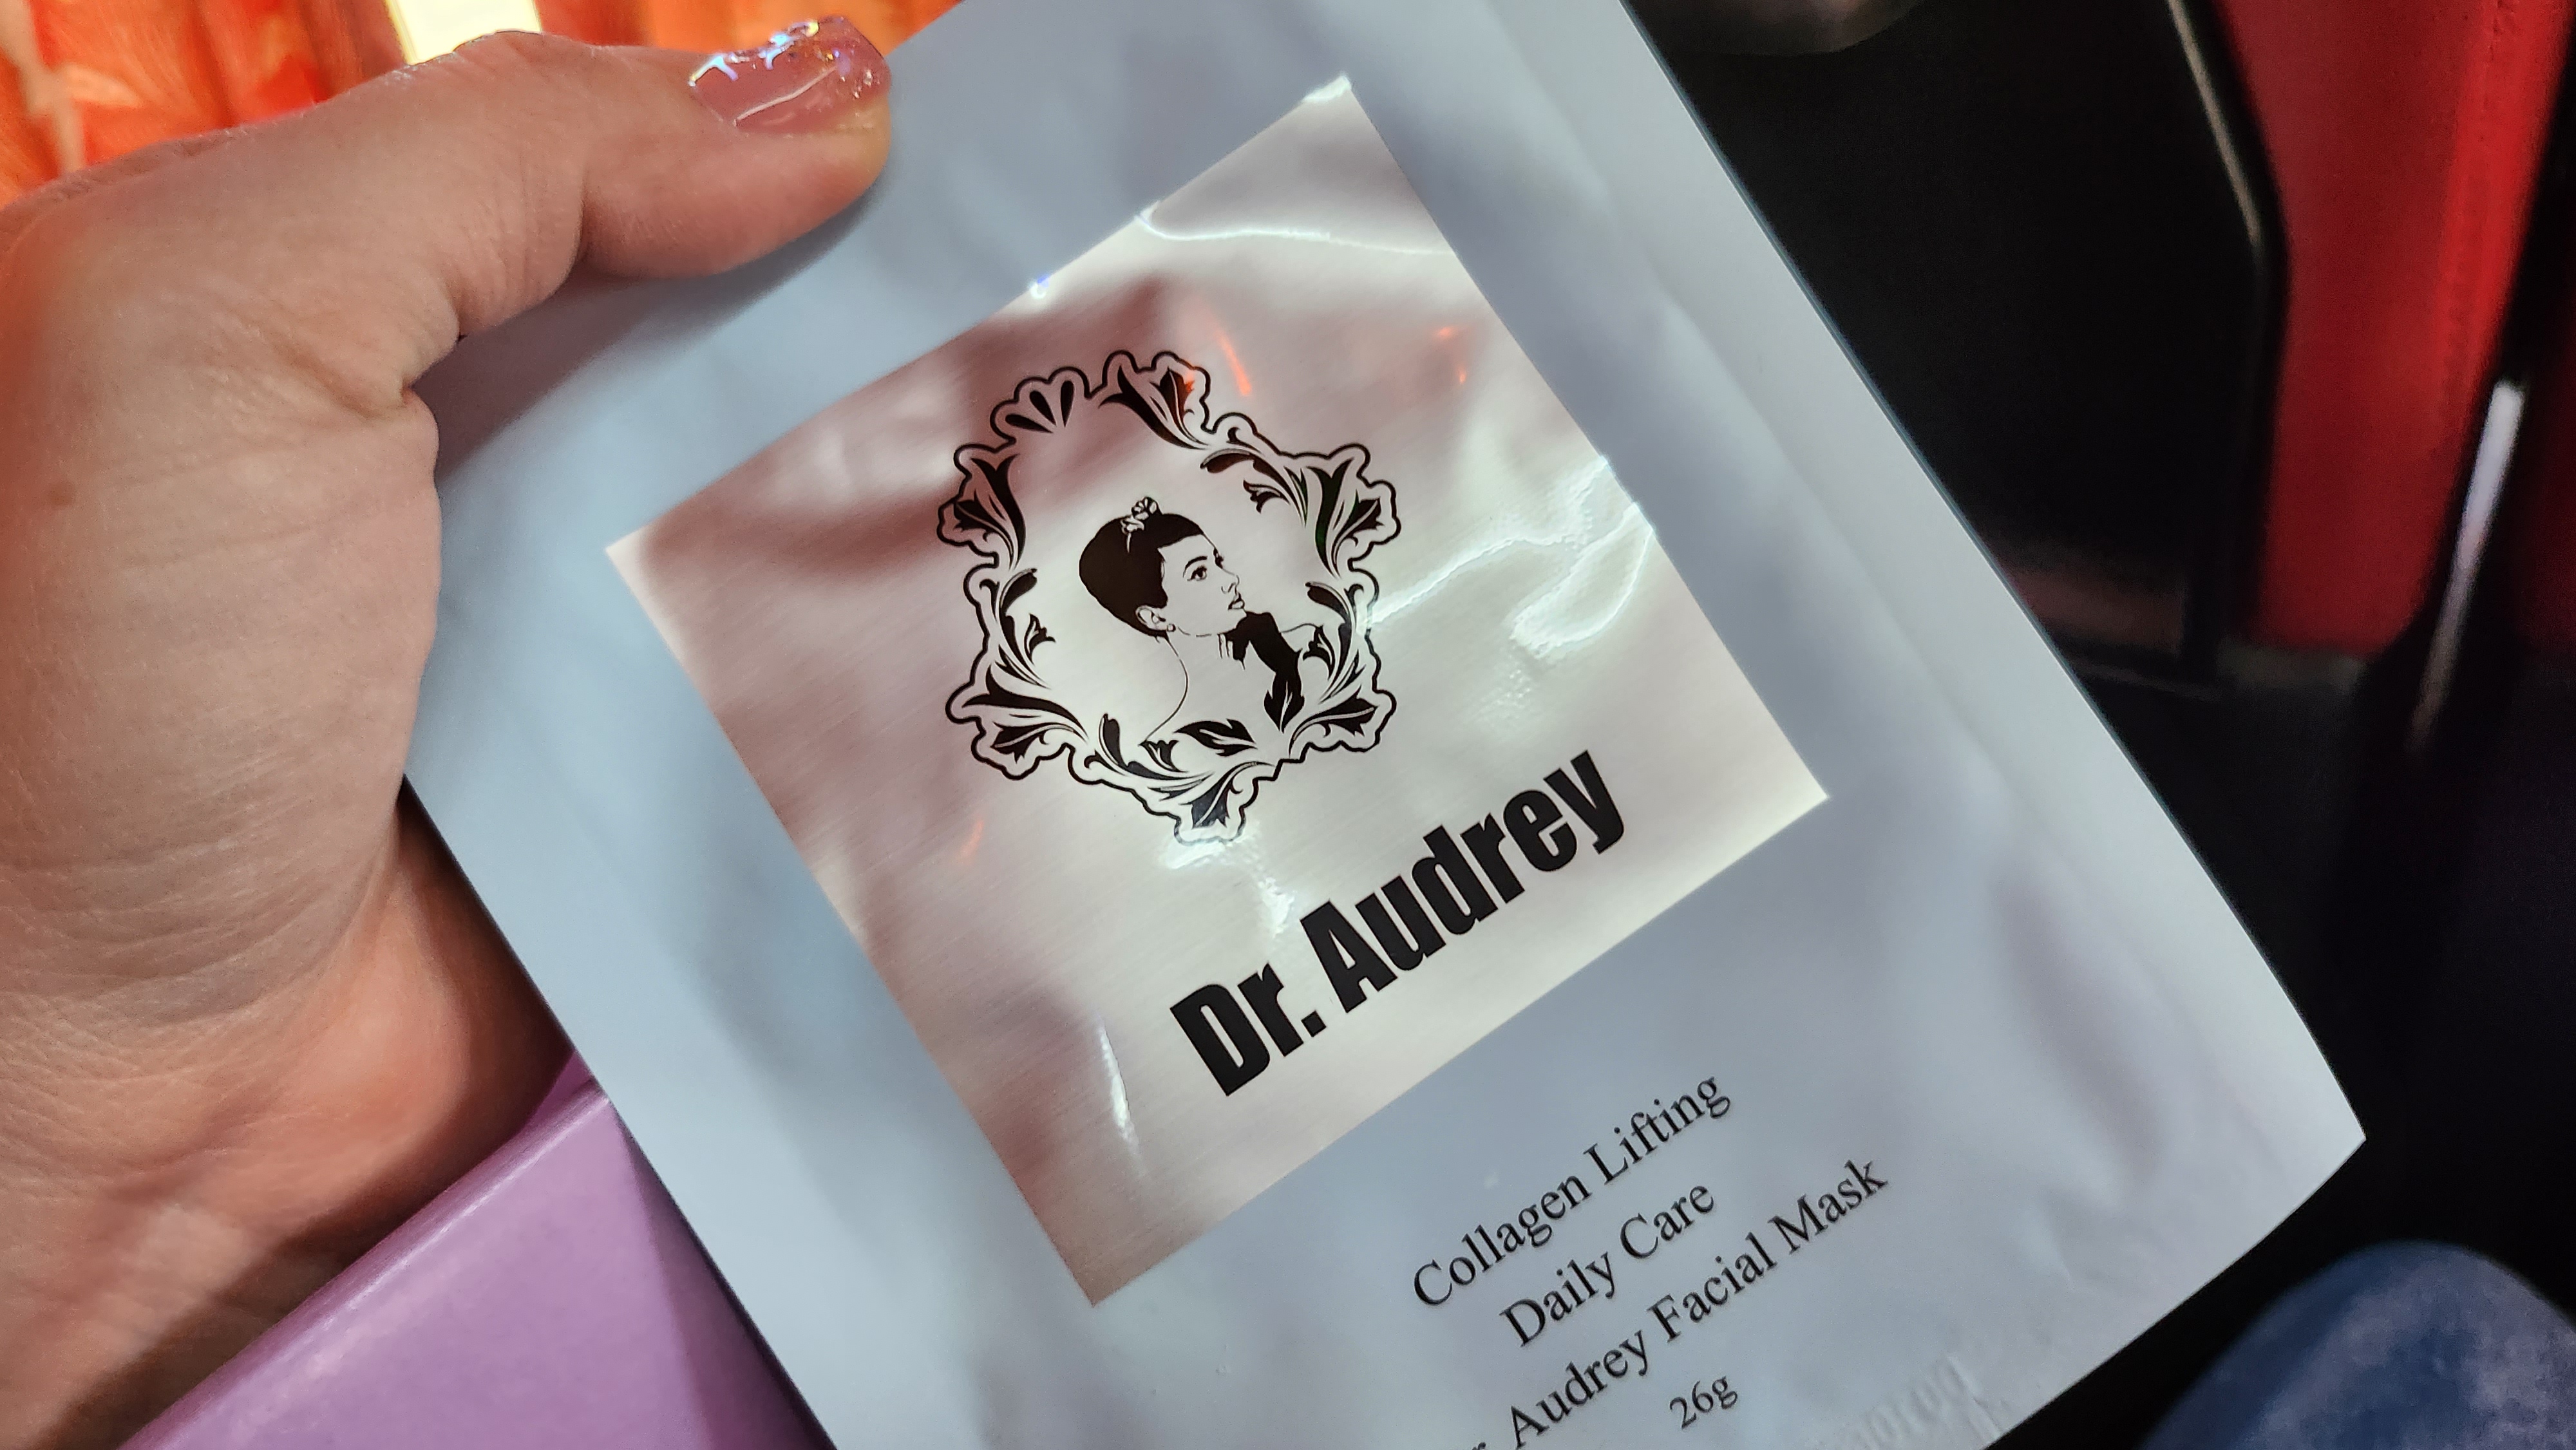 Dr. Audrey
Collagen Lifting
Daily Care
Audrey Facial Mask
26g